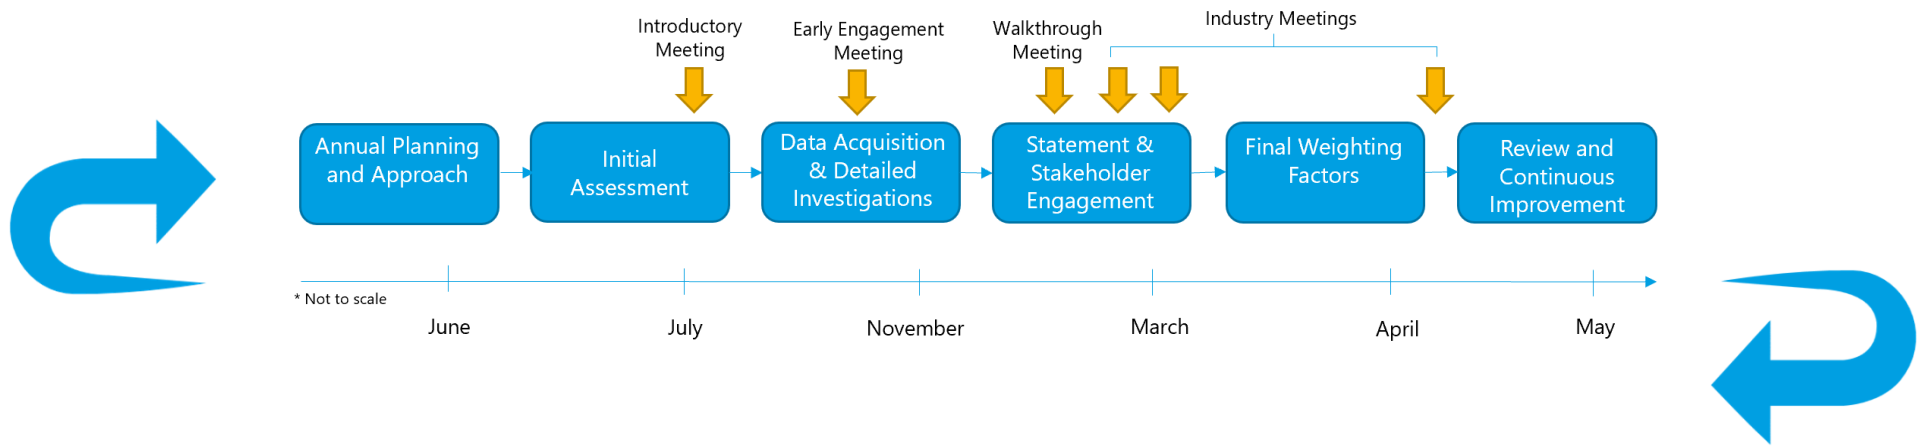 Introductory
Meeting
Early Engagement
Meeting
Walkthrough
Meeting
Industry Meetings
Annual Planning
and Approach
Initial
Assessment
Data Acquisition
& Detailed
Investigations
Statement &
Stakeholder
Engagement
Final Weighting
Factors
Review and
Continuous
Improvement
* Not to scale
June
July
November
March
April
May